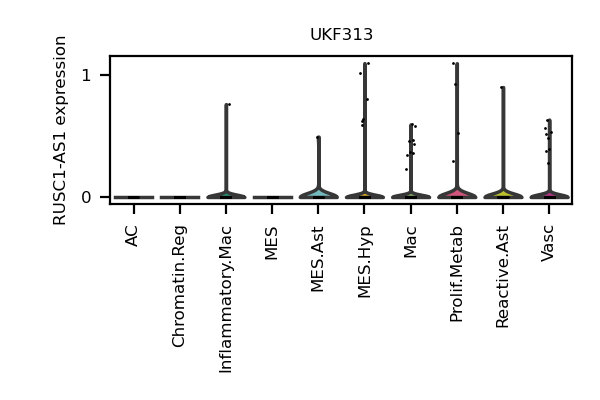 UKF313
RUSC1-AS1 expression
1
0
AC
Chromatin.Reg
Inflammatory.Mac
MES
MES.Ast
MES.Hyp
Mac
Prolif.Metab
Reactive.Ast
Vasc